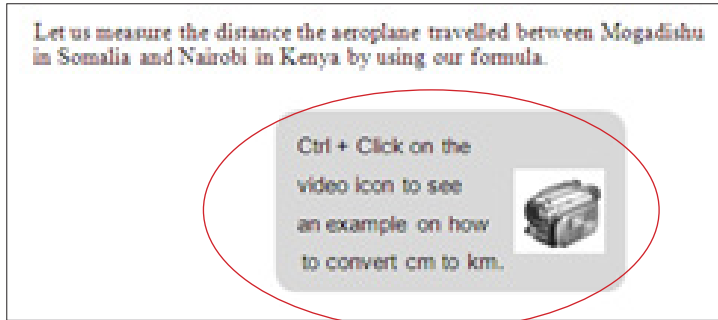 Let us measure the distance the aeroplane travelled between Mogadishu
in Somalia and Nairobi in Kenya by using our formula.
Ctrl + Click on the
video icon to see
an example on how
to convert cm to km.